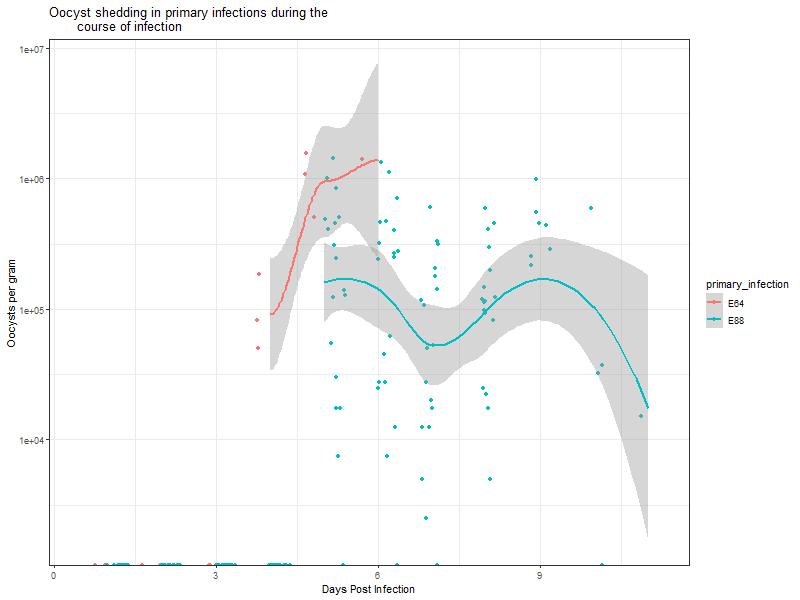 Oocyst shedding in primary infections during the
course of infection
1e+07
1e+06
1e+05
1e+04
Oocysts per gram
0
3
6
9
Days Post Infection
primary_infection
E64
E88